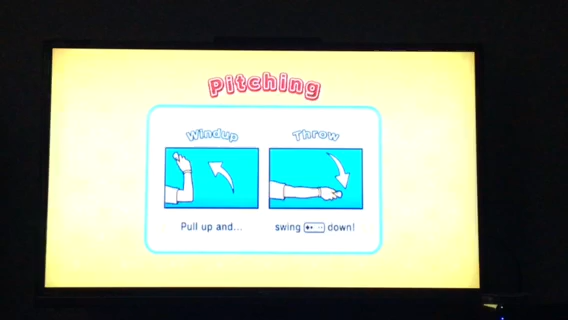 Pitching
Windup
Throw
Pull up and...
swing down!